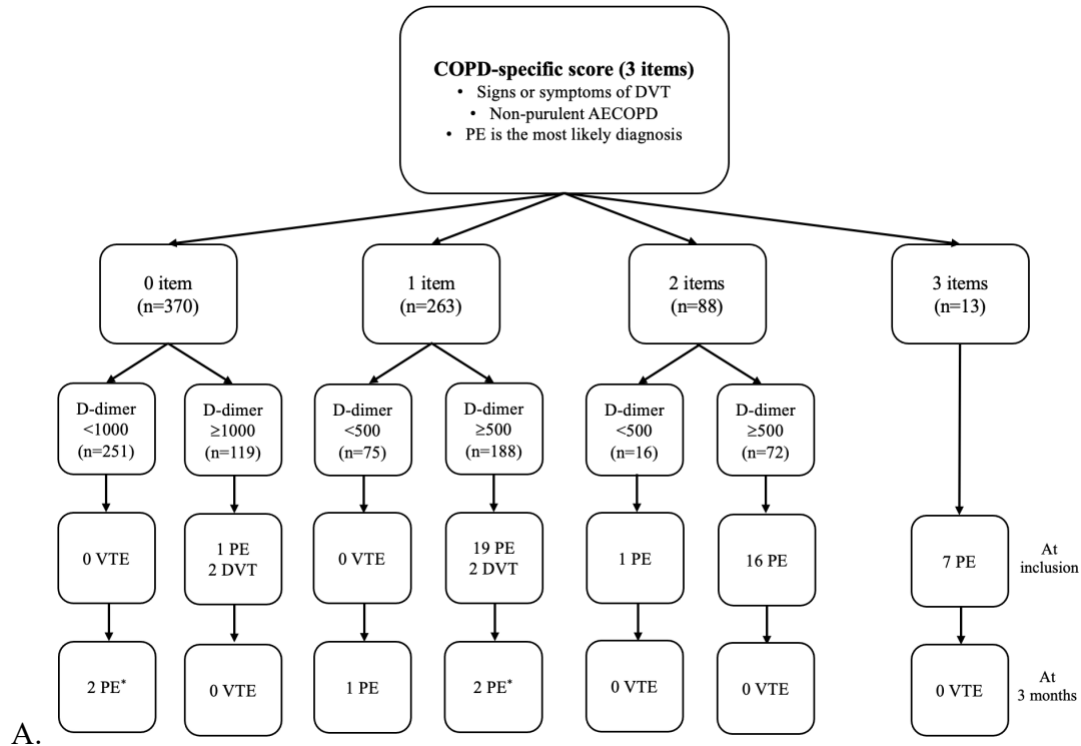 COPD-specific score (3 items)
• Signs or symptoms of DVT
• Non-purulent AECOPD
• PE is the most likely diagnosis
0 item
(n=370)
1 item
(n=263)
2 items
(n=88)
3 items
(n=13)
D-dimer
<1000
(n=251)
D-dimer
≥1000
(n=119)
D-dimer
<500
(n=75)
D-dimer
≥500
(n=188)
D-dimer
<500
(n=16)
D-dimer
≥500
(n=72)
0 VTE
1 PE
2 DVT
0 VTE
19 PE
2 DVT
1 PE
16 PE
7 PE
At
inclusion
2 PE*
0 VTE
1 PE
2 PE*
0 VTE
0 VTE
0 VTE
At
3 months
A.